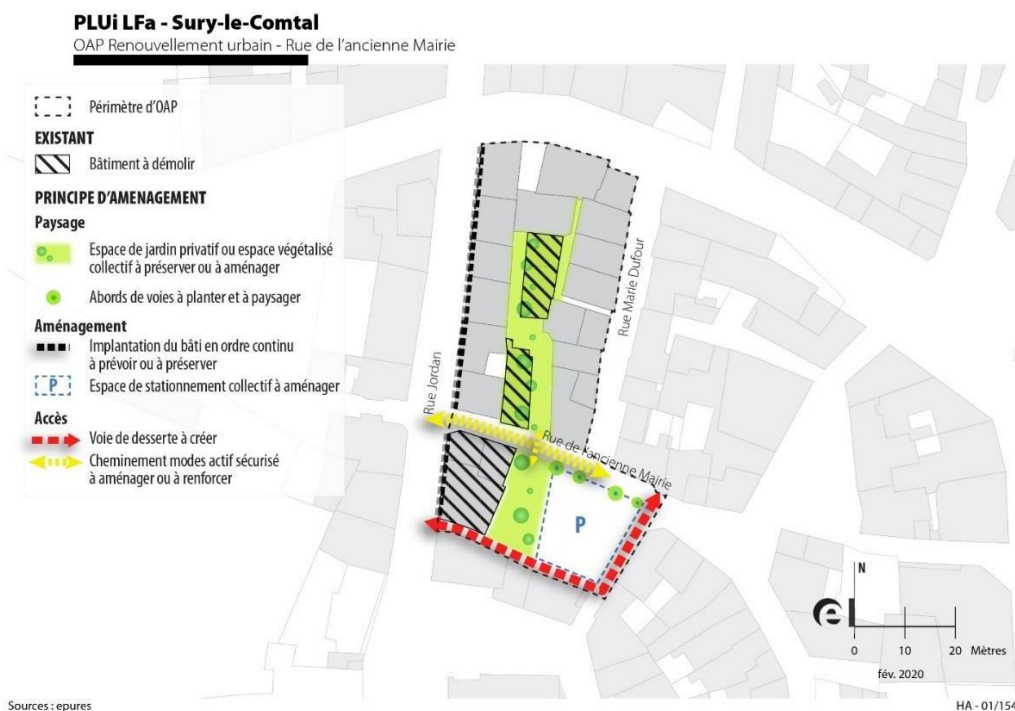 PLUi LFa - Sury-le-Comtal
OAP Renouvellement urbain - Rue de l'ancienne Mairie
Périmètre d'OAP
EXISTANT
Bâtiment à démolir
PRINCIPE D'AMENAGEMENT
Paysage
Espace de jardin privatif ou espace végétalisé
collectif à préserver ou à aménager
Abords de voies à planter et à paysager
Aménagement
Implantation du bâti en ordre continu
à prévoir ou à préserver
P
Espace de stationnement collectif à aménager
Accès
Voie de desserte à créer
Cheminement modes actif sécurisé
à aménager ou à renforcer
Rue Jordan
Rue Marie Dufour
Rue de l'ancienne Mairie
P
N
e
0 10 20 Mètres
fév. 2020
Sources : epures
HA - 01/154